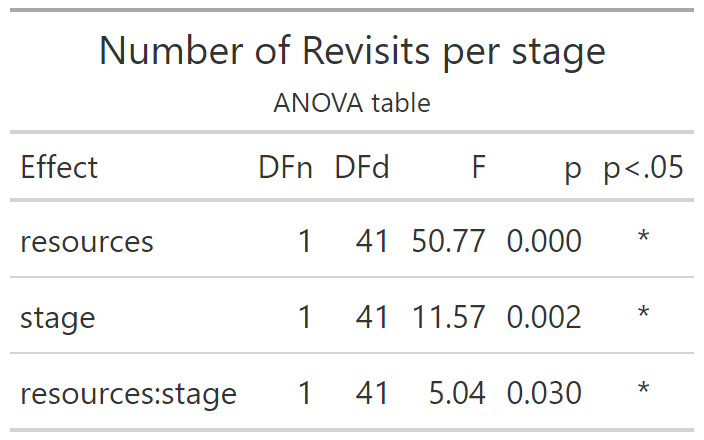 Number of Revisits per stage
ANOVA table
Effect DFn DFd F p p<.05
resources 1 41 50.77 0.000 *
stage 1 41 11.57 0.002 *
resources:stage 1 41 5.04 0.030 *